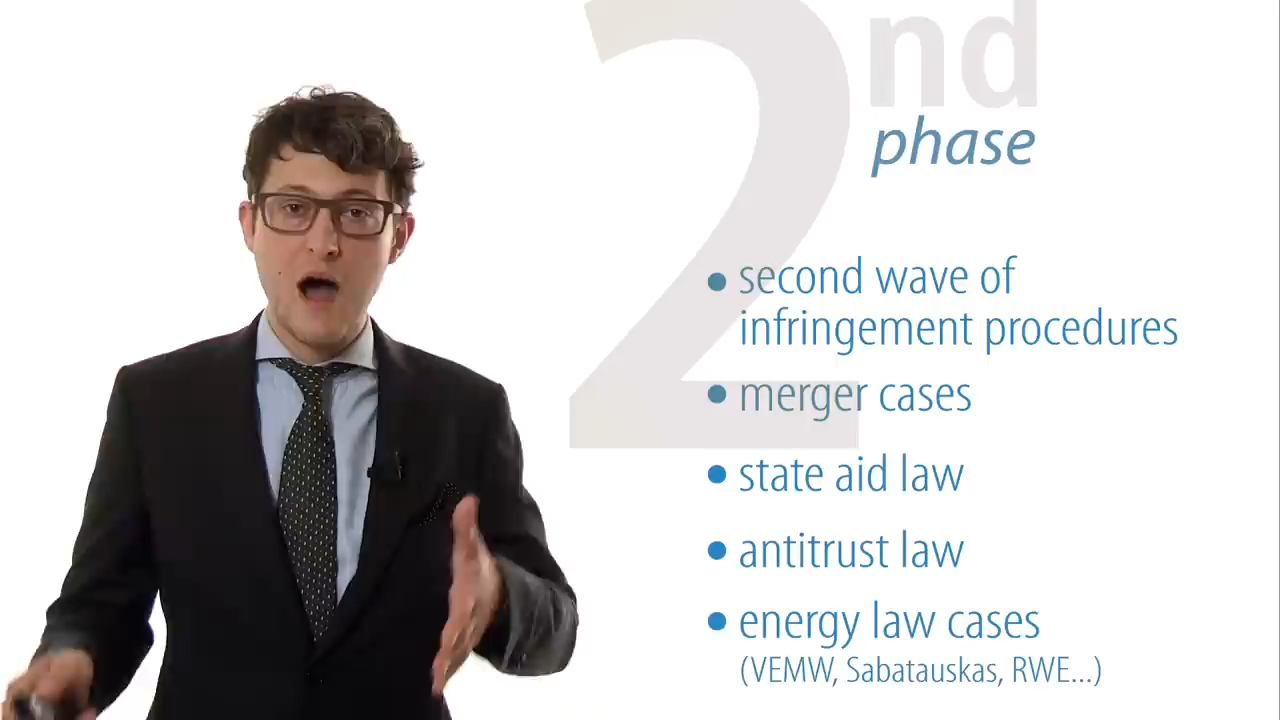 2nd
phase
• second wave of
infringement procedures
• merger cases
• state aid law
• antitrust law
• energy law cases
(VEMW, Sabatauskas, RWE...)